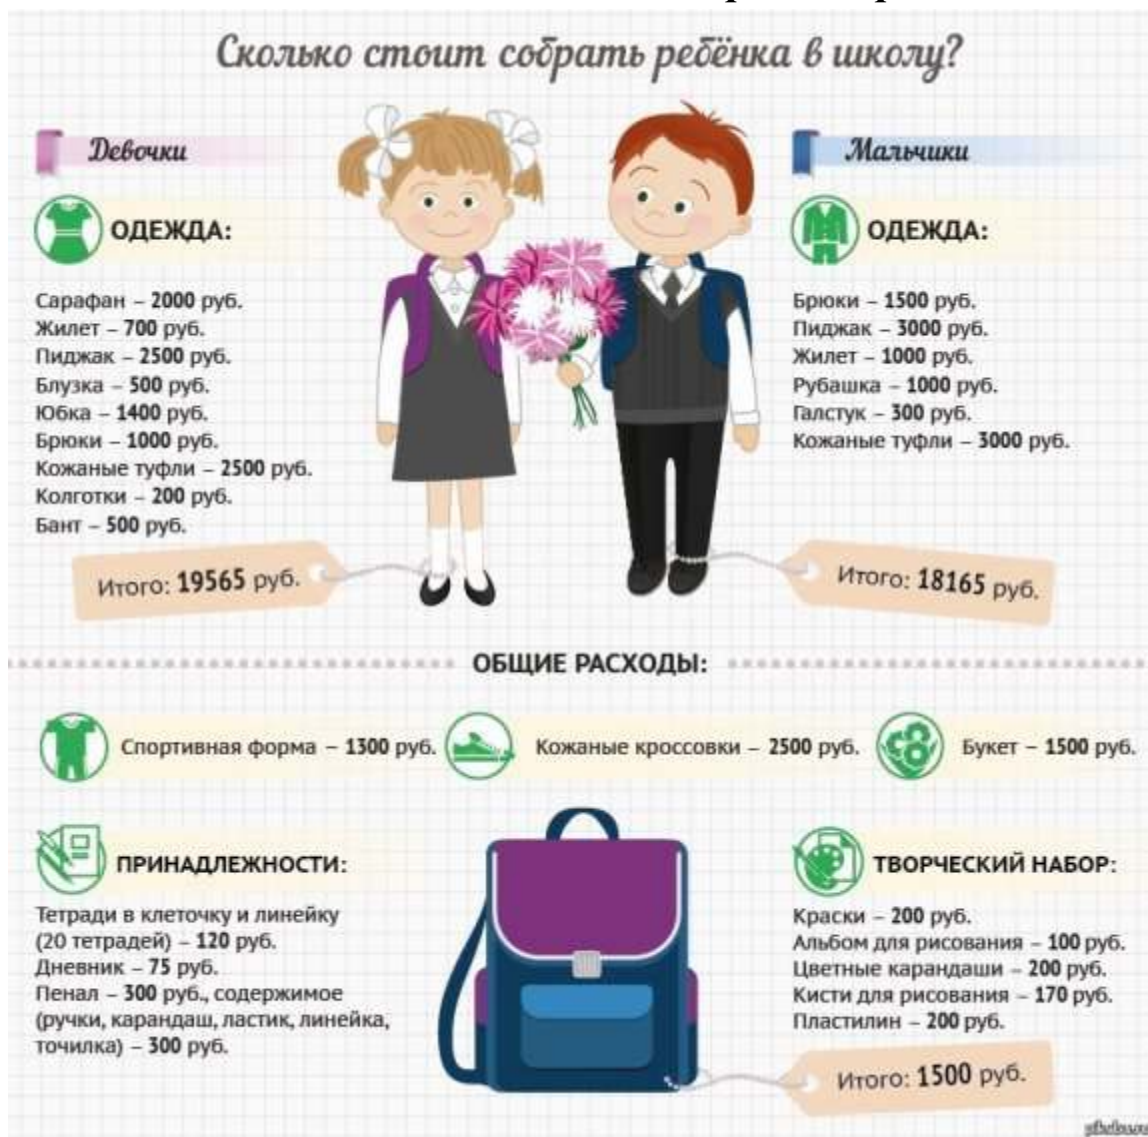 Сколько стоит собрать ребёнка в школу?
Девочки
ОДЕЖДА:
Сарафан – 2000 руб.
Жилет – 700 руб.
Пиджак – 2500 руб.
Блузка – 500 руб.
Юбка – 1400 руб.
Брюки – 1000 руб.
Кожаные туфли – 2500 руб.
Колготки – 200 руб.
Бант – 500 руб.
Итого: 19565 руб.
Мальчики
ОДЕЖДА:
Брюки – 1500 руб.
Пиджак – 3000 руб.
Жилет – 1000 руб.
Рубашка – 1000 руб.
Галстук – 300 руб.
Кожаные туфли – 3000 руб.
Итого: 18165 руб.
ОБЩИЕ РАСХОДЫ:
Спортивная форма – 1300 руб.
Кожаные кроссовки – 2500 руб.
Букет – 1500 руб.
ПРИНАДЛЕЖНОСТИ:
Тетради в клеточку и линейку
(20 тетрадей) – 120 руб.
Дневник – 75 руб.
Пенал – 300 руб., содержимое
(ручки, карандаш, ластик, линейка,
точилка) – 300 руб.
ТВОРЧЕСКИЙ НАБОР:
Краски – 200 руб.
Альбом для рисования – 100 руб.
Цветные карандаши – 200 руб.
Кисти для рисования – 170 руб.
Пластилин – 200 руб.
Итого: 1500 руб.